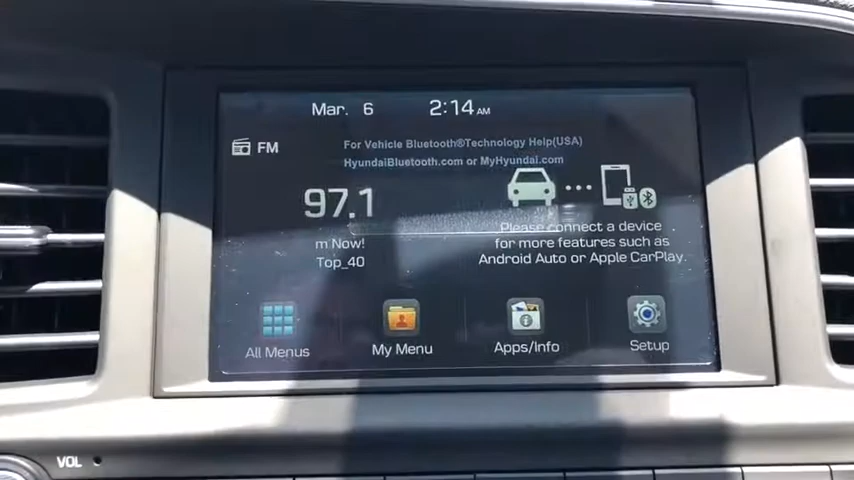 Mar. 6 2:14 AM
FM
For Vehicle Bluetooth®Technology Help(USA)
HyundaiBluetooth.com or MyHyundai.com
97.1
m Now!
Top_40
Please connect a device
for more features such as
Android Auto or Apple CarPlay.
All Menus
My Menu
Apps/Info
Setup
VOL